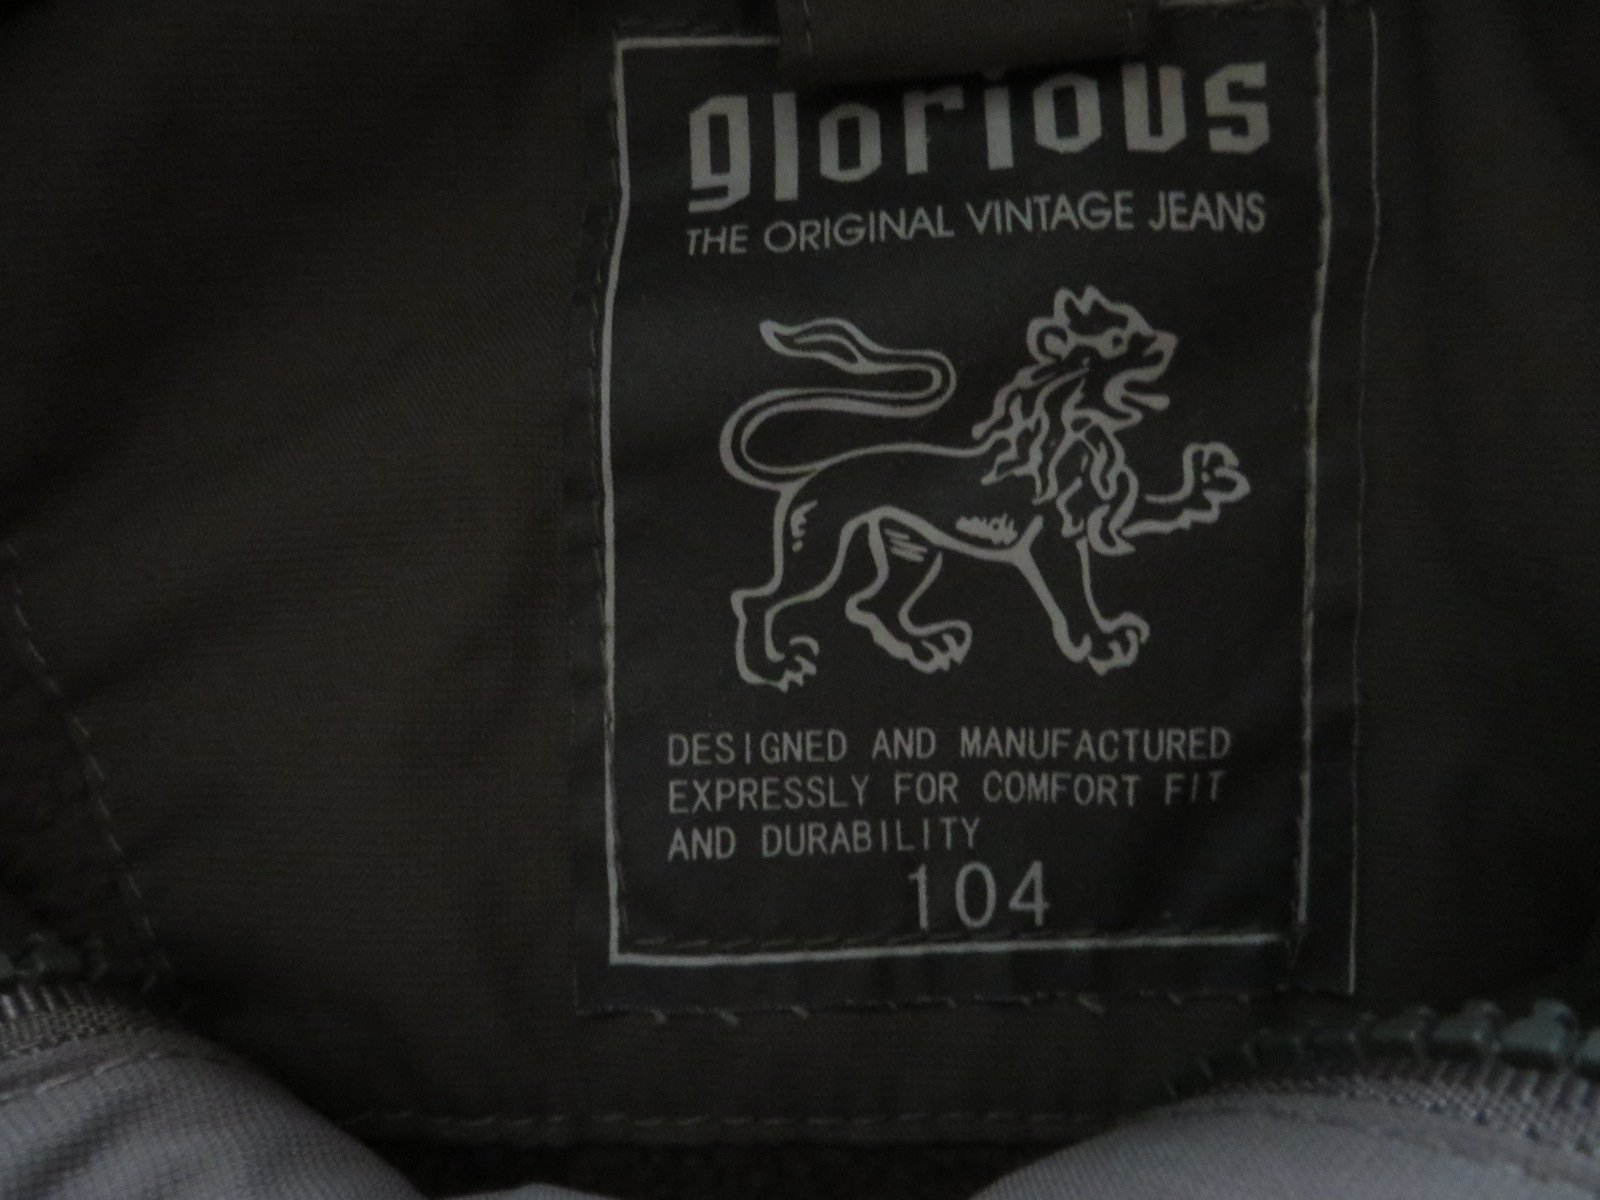 glorious
THE ORIGINAL VINTAGE JEANS
DESIGNED AND MANUFACTURED
EXPRESSLY FOR COMFORT FIT
AND DURABILITY
104